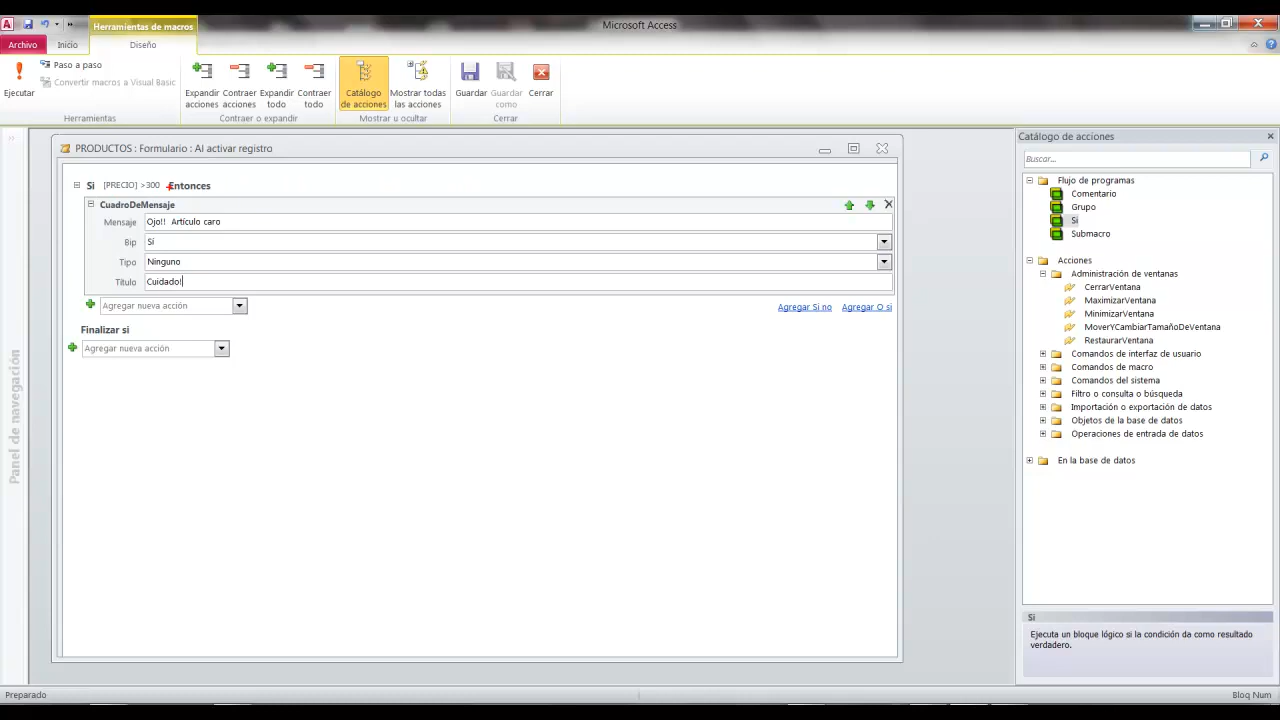 Herramientas de macros
Microsoft Access
Archivo
Inicio
Diseño
Ejecutar
Paso a paso
Convertir macros a Visual Basic
Herramientas
Expandir acciones
Contraer acciones
Expandir todo
Contraer todo
Contraer o expandir
Catálogo de acciones
Mostrar todas las acciones
Mostrar u ocultar
Guardar
Guardar como
Cerrar
Cerrar
Panel de navegación
PRODUCTOS : Formulario : Al activar registro
Si [PRECIO] >300 Entonces
CuadroDeMensaje
Mensaje Ojo!! Artículo caro
Bip Sí
Tipo Ninguno
Título Cuidado!
Agregar nueva acción
Agregar Si no Agregar O si
Finalizar si
Agregar nueva acción
Catálogo de acciones
Buscar...
Flujo de programas
Comentario
Grupo
Si
Submacro
Acciones
Administración de ventanas
CerrarVentana
MaximizarVentana
MinimizarVentana
MoverYCambiarTamañoDeVentana
RestaurarVentana
Comandos de interfaz de usuario
Comandos de macro
Comandos del sistema
Filtro o consulta o búsqueda
Importación o exportación de datos
Objetos de la base de datos
Operaciones de entrada de datos
En la base de datos
Si
Ejecuta un bloque lógico si la condición da como resultado
verdadero.
Preparado
Bloq Num